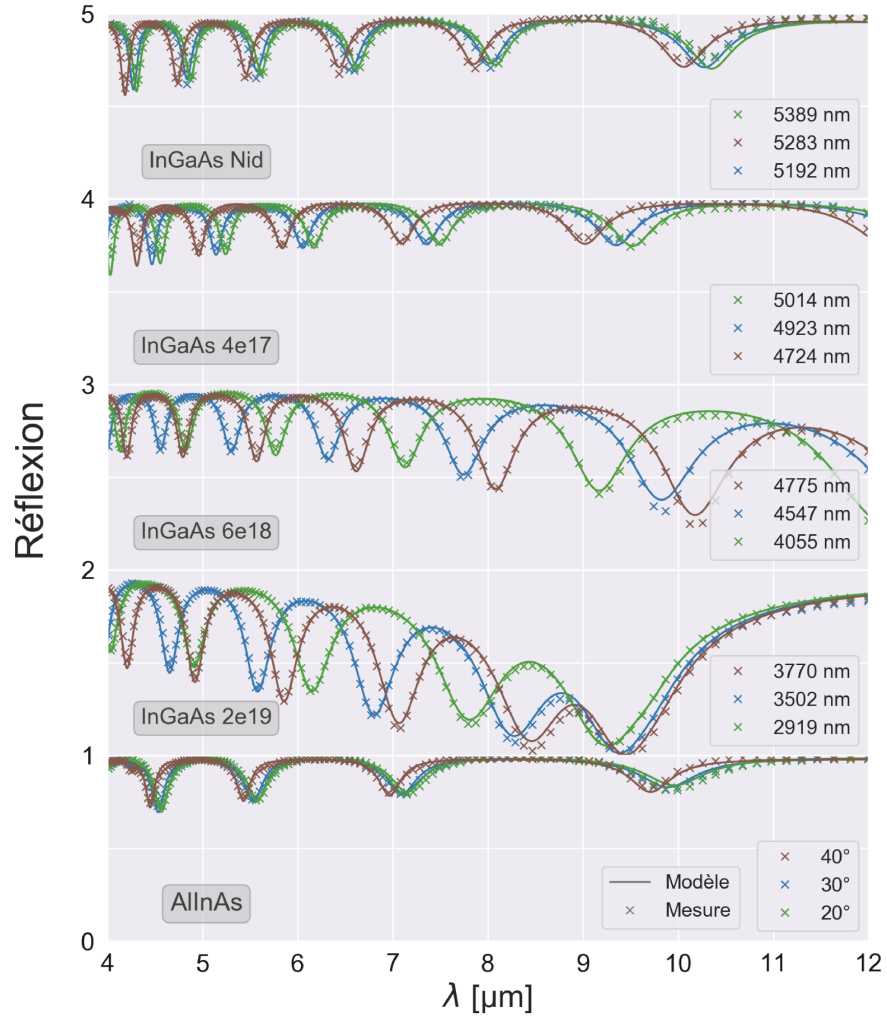 5
5389 nm
5283 nm
5192 nm
InGaAs Nid
4
5014 nm
4923 nm
4724 nm
InGaAs 4e17
3
4775 nm
4547 nm
4055 nm
InGaAs 6e18
Réflexion
2
3770 nm
3502 nm
2919 nm
InGaAs 2e19
1
40°
30°
20°
Modèle
Mesure
AlInAs
0
4 5 6 7 8 9 10 11 12
λ [µm]